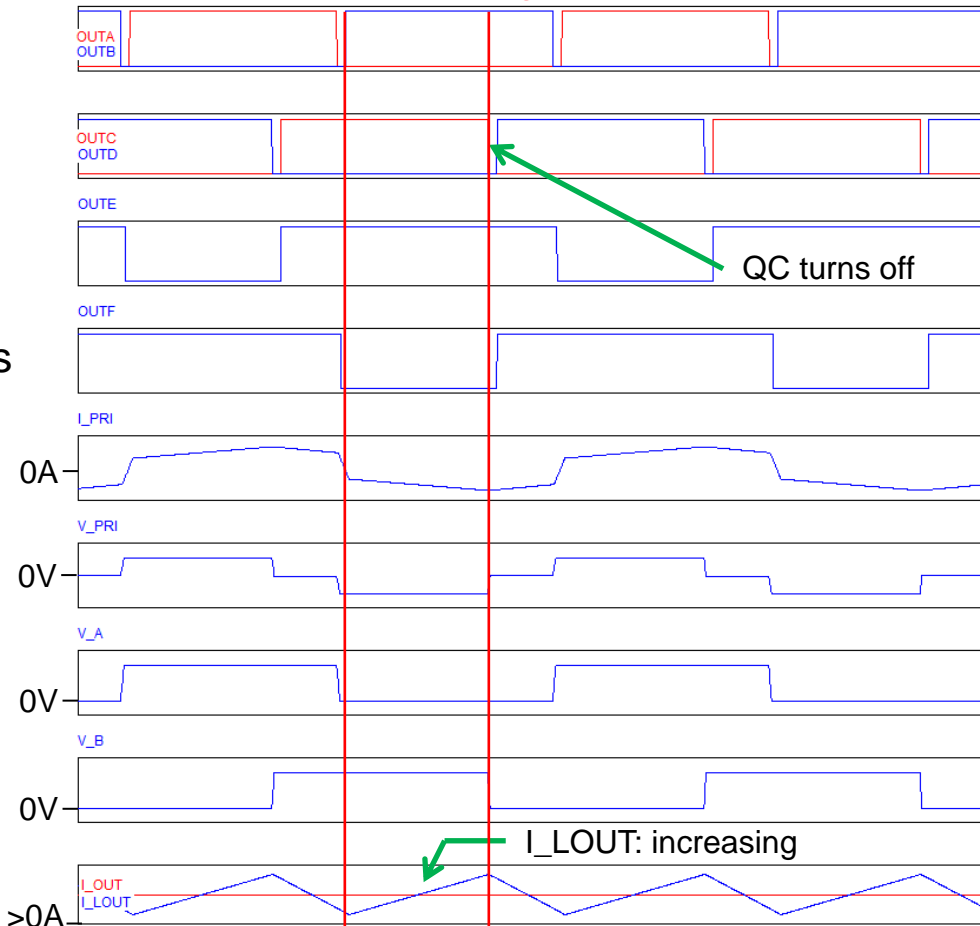 OUTA
OUTB
OUTC
OUTD
OUTE
QC turns off
OUTF
s
I_PRI
0A
V_PRI
0V
V_A
0V
V_B
0V
I_LOUT: increasing
I_OUT
I_LOUT
>0A